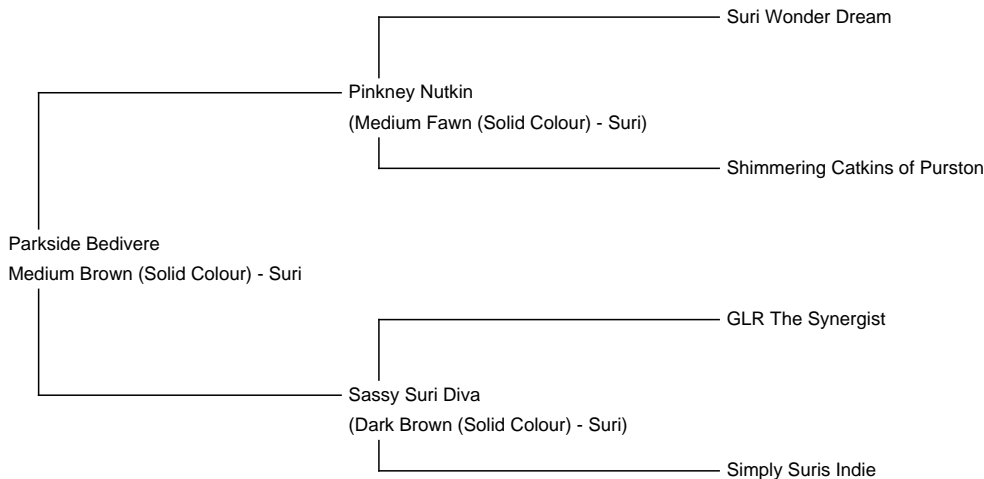 Suri Wonder Dream
Pinkney Nutkin
(Medium Fawn (Solid Colour) - Suri)
Shimmering Catkins of Purston
Parkside Bedivere
Medium Brown (Solid Colour) - Suri
GLR The Synergist
Sassy Suri Diva
(Dark Brown (Solid Colour) - Suri)
Simply Suris Indie